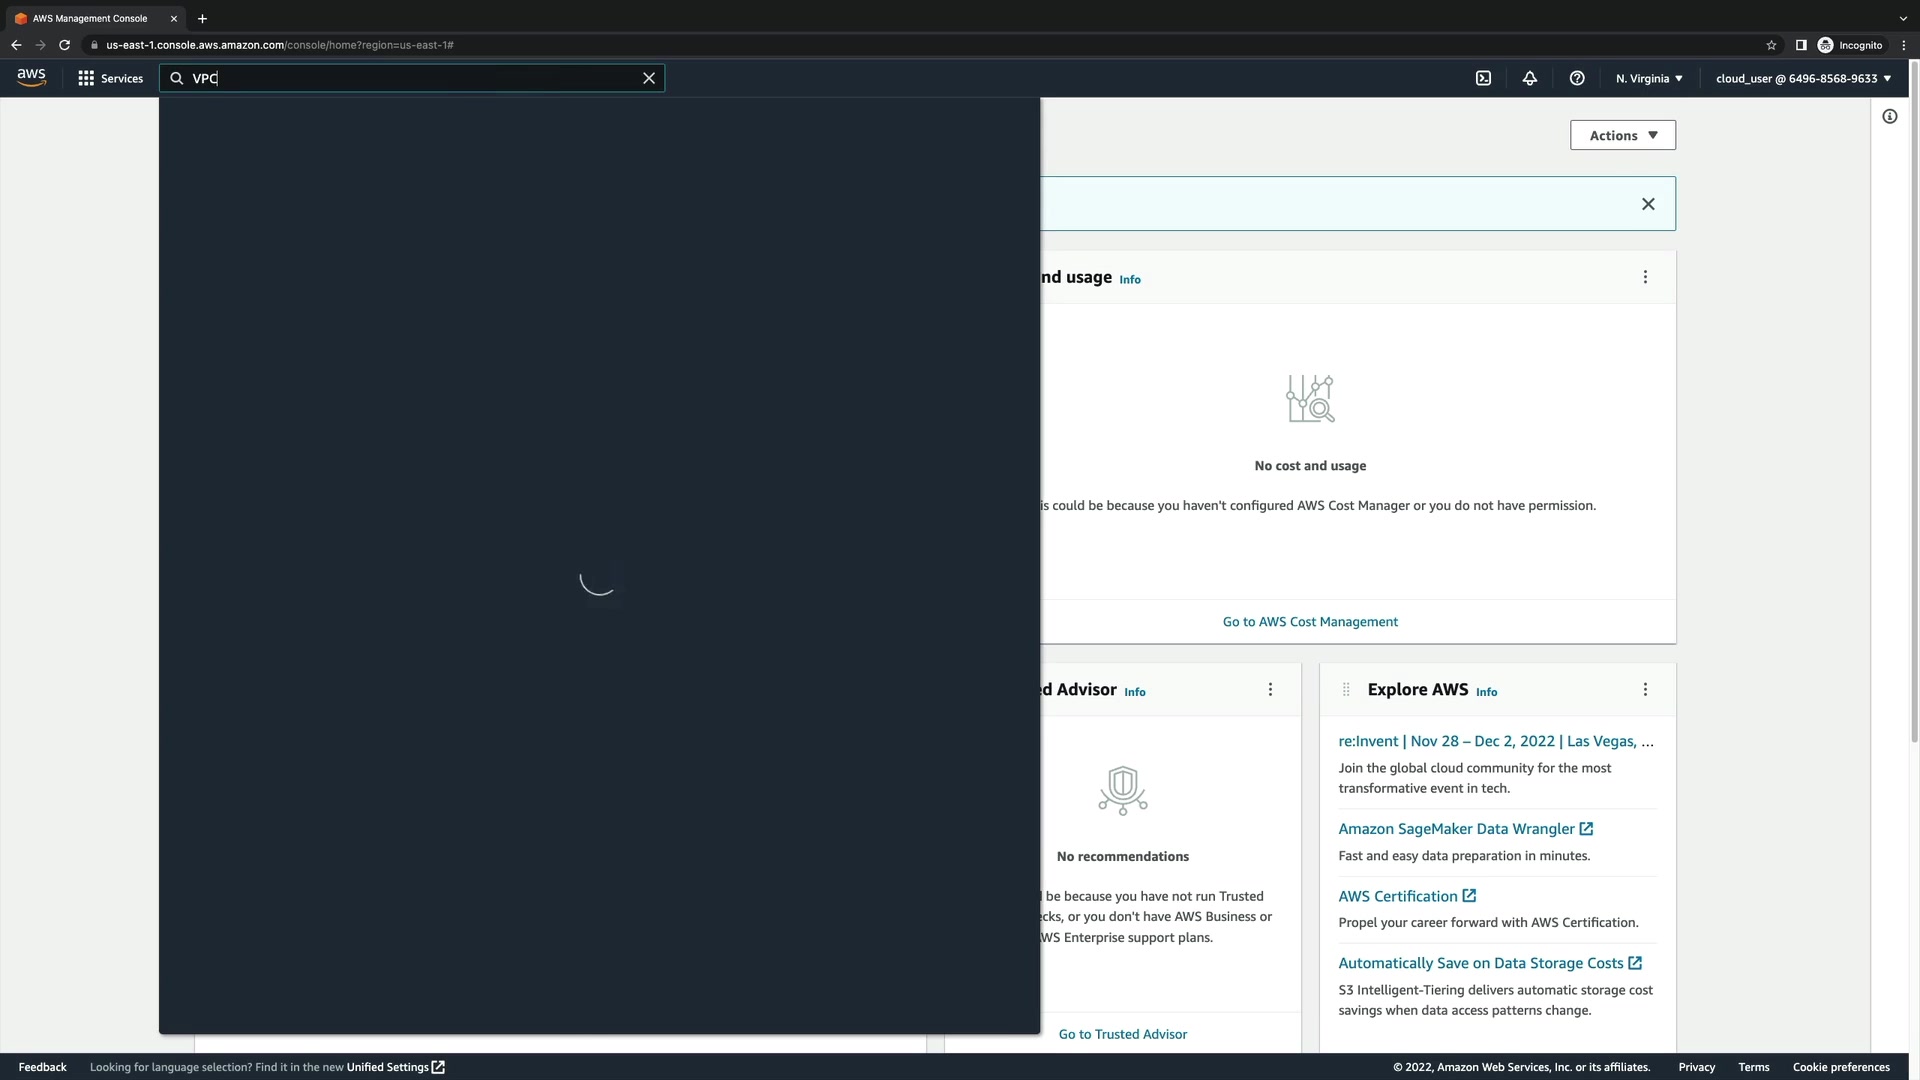 AWS Management Console
us-east-1.console.aws.amazon.com/console/home?region=us-east-1#
Incognito
aws
Services
VPC
N. Virginia
cloud_user @ 6496-8568-9633
Actions
nd usage Info
No cost and usage
is could be because you haven't configured AWS Cost Manager or you do not have permission.
Go to AWS Cost Management
ed Advisor Info
Explore AWS Info
re:Invent | Nov 28 – Dec 2, 2022 | Las Vegas, ...
Join the global cloud community for the most
transformative event in tech.
Amazon SageMaker Data Wrangler
Fast and easy data preparation in minutes.
No recommendations
AWS Certification
Propel your career forward with AWS Certification.
d be because you have not run Trusted
ecks, or you don't have AWS Business or
AWS Enterprise support plans.
Automatically Save on Data Storage Costs
S3 Intelligent-Tiering delivers automatic storage cost
savings when data access patterns change.
Go to Trusted Advisor
Feedback
Looking for language selection? Find it in the new Unified Settings
© 2022, Amazon Web Services, Inc. or its affiliates.
Privacy
Terms
Cookie preferences